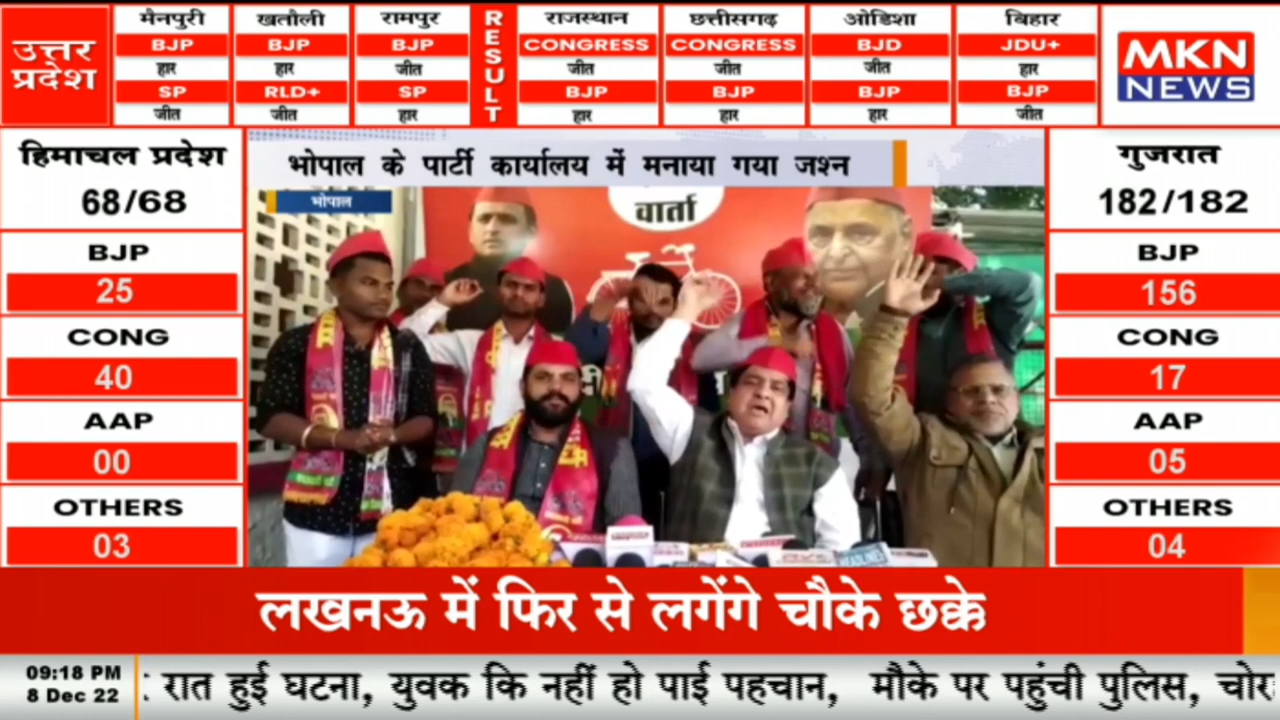 उत्तर
प्रदेश
मैनपुरी
BJP
हार
SP
जीत
खतौली
BJP
हार
RLD+
जीत
रामपुर
BJP
जीत
SP
हार
RESULT
राजस्थान
CONGRESS
जीत
BJP
हार
छत्तीसगढ़
CONGRESS
जीत
BJP
हार
ओडिशा
BJD
जीत
BJP
हार
बिहार
JDU+
हार
BJP
जीत
MKN
NEWS
हिमाचल प्रदेश
68/68
BJP
25
CONG
40
AAP
00
OTHERS
03
भोपाल के पार्टी कार्यालय में मनाया गया जश्न
भोपाल
वार्ता
गुजरात
182/182
BJP
156
CONG
17
AAP
05
OTHERS
04
लखनऊ में फिर से लगेंगे चौके छक्के
09:18 PM
8 Dec 22
: रात हुई घटना, युवक कि नहीं हो पाई पहचान, मौके पर पहुंची पुलिस, चोर